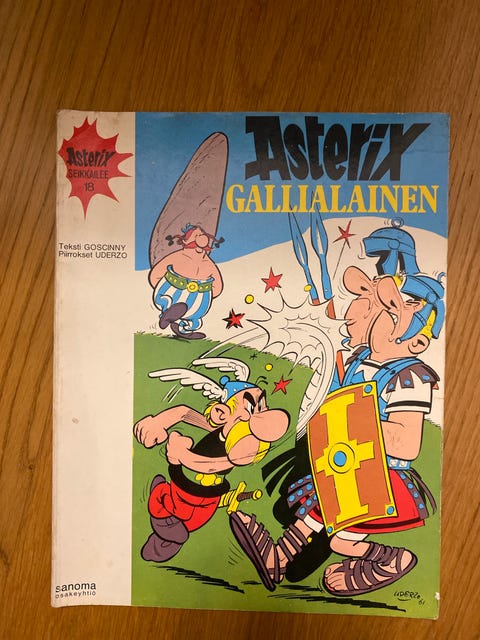 Asterix
GALLIALAINEN
Asterix
SEIKKAILEE
18
Teksti GOSCINNY
Piirrokset UDERZO
sanoma
osakeyhtiö
UDERZO
61